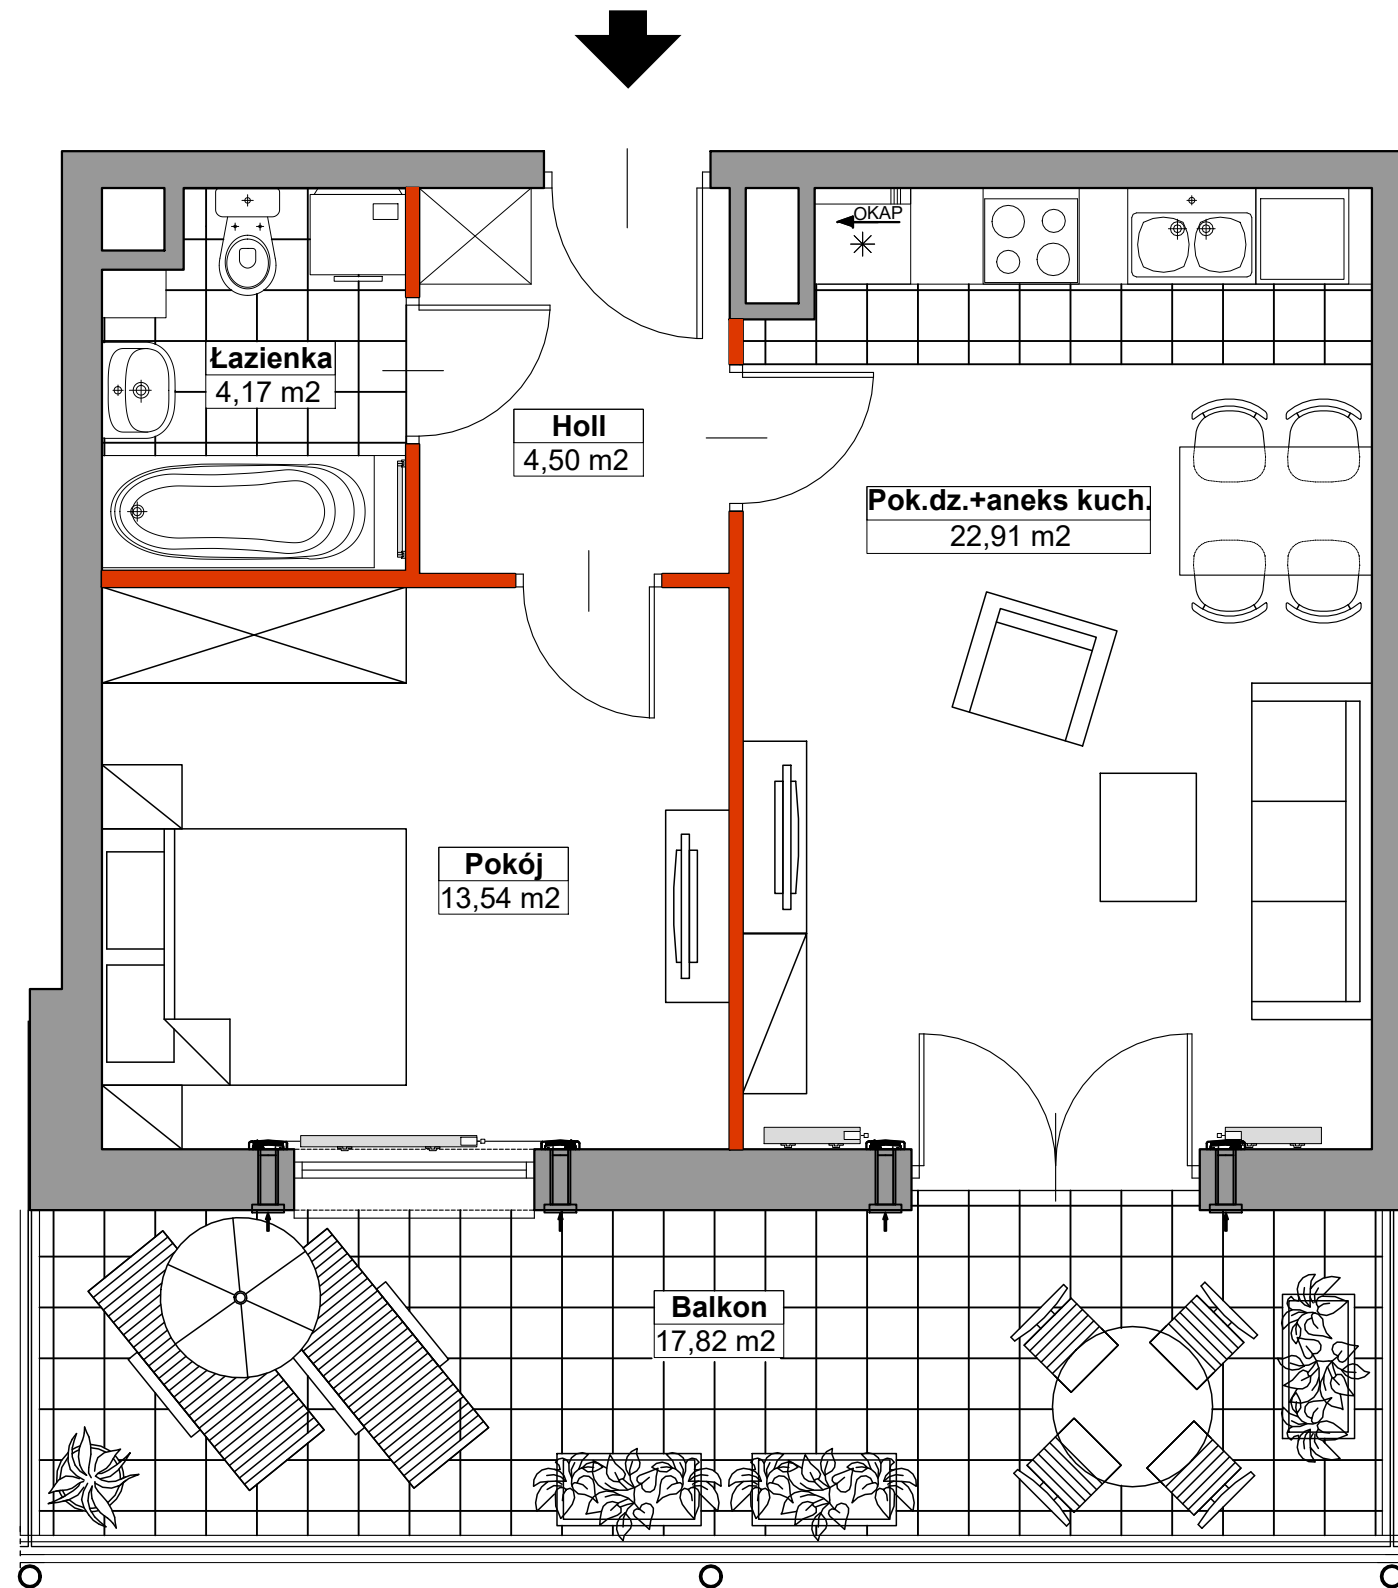 OKAP
Łazienka
4,17 m2
Holl
4,50 m2
Pok.dz.+aneks kuch.
22,91 m2
Pokój
13,54 m2
Balkon
17,82 m2